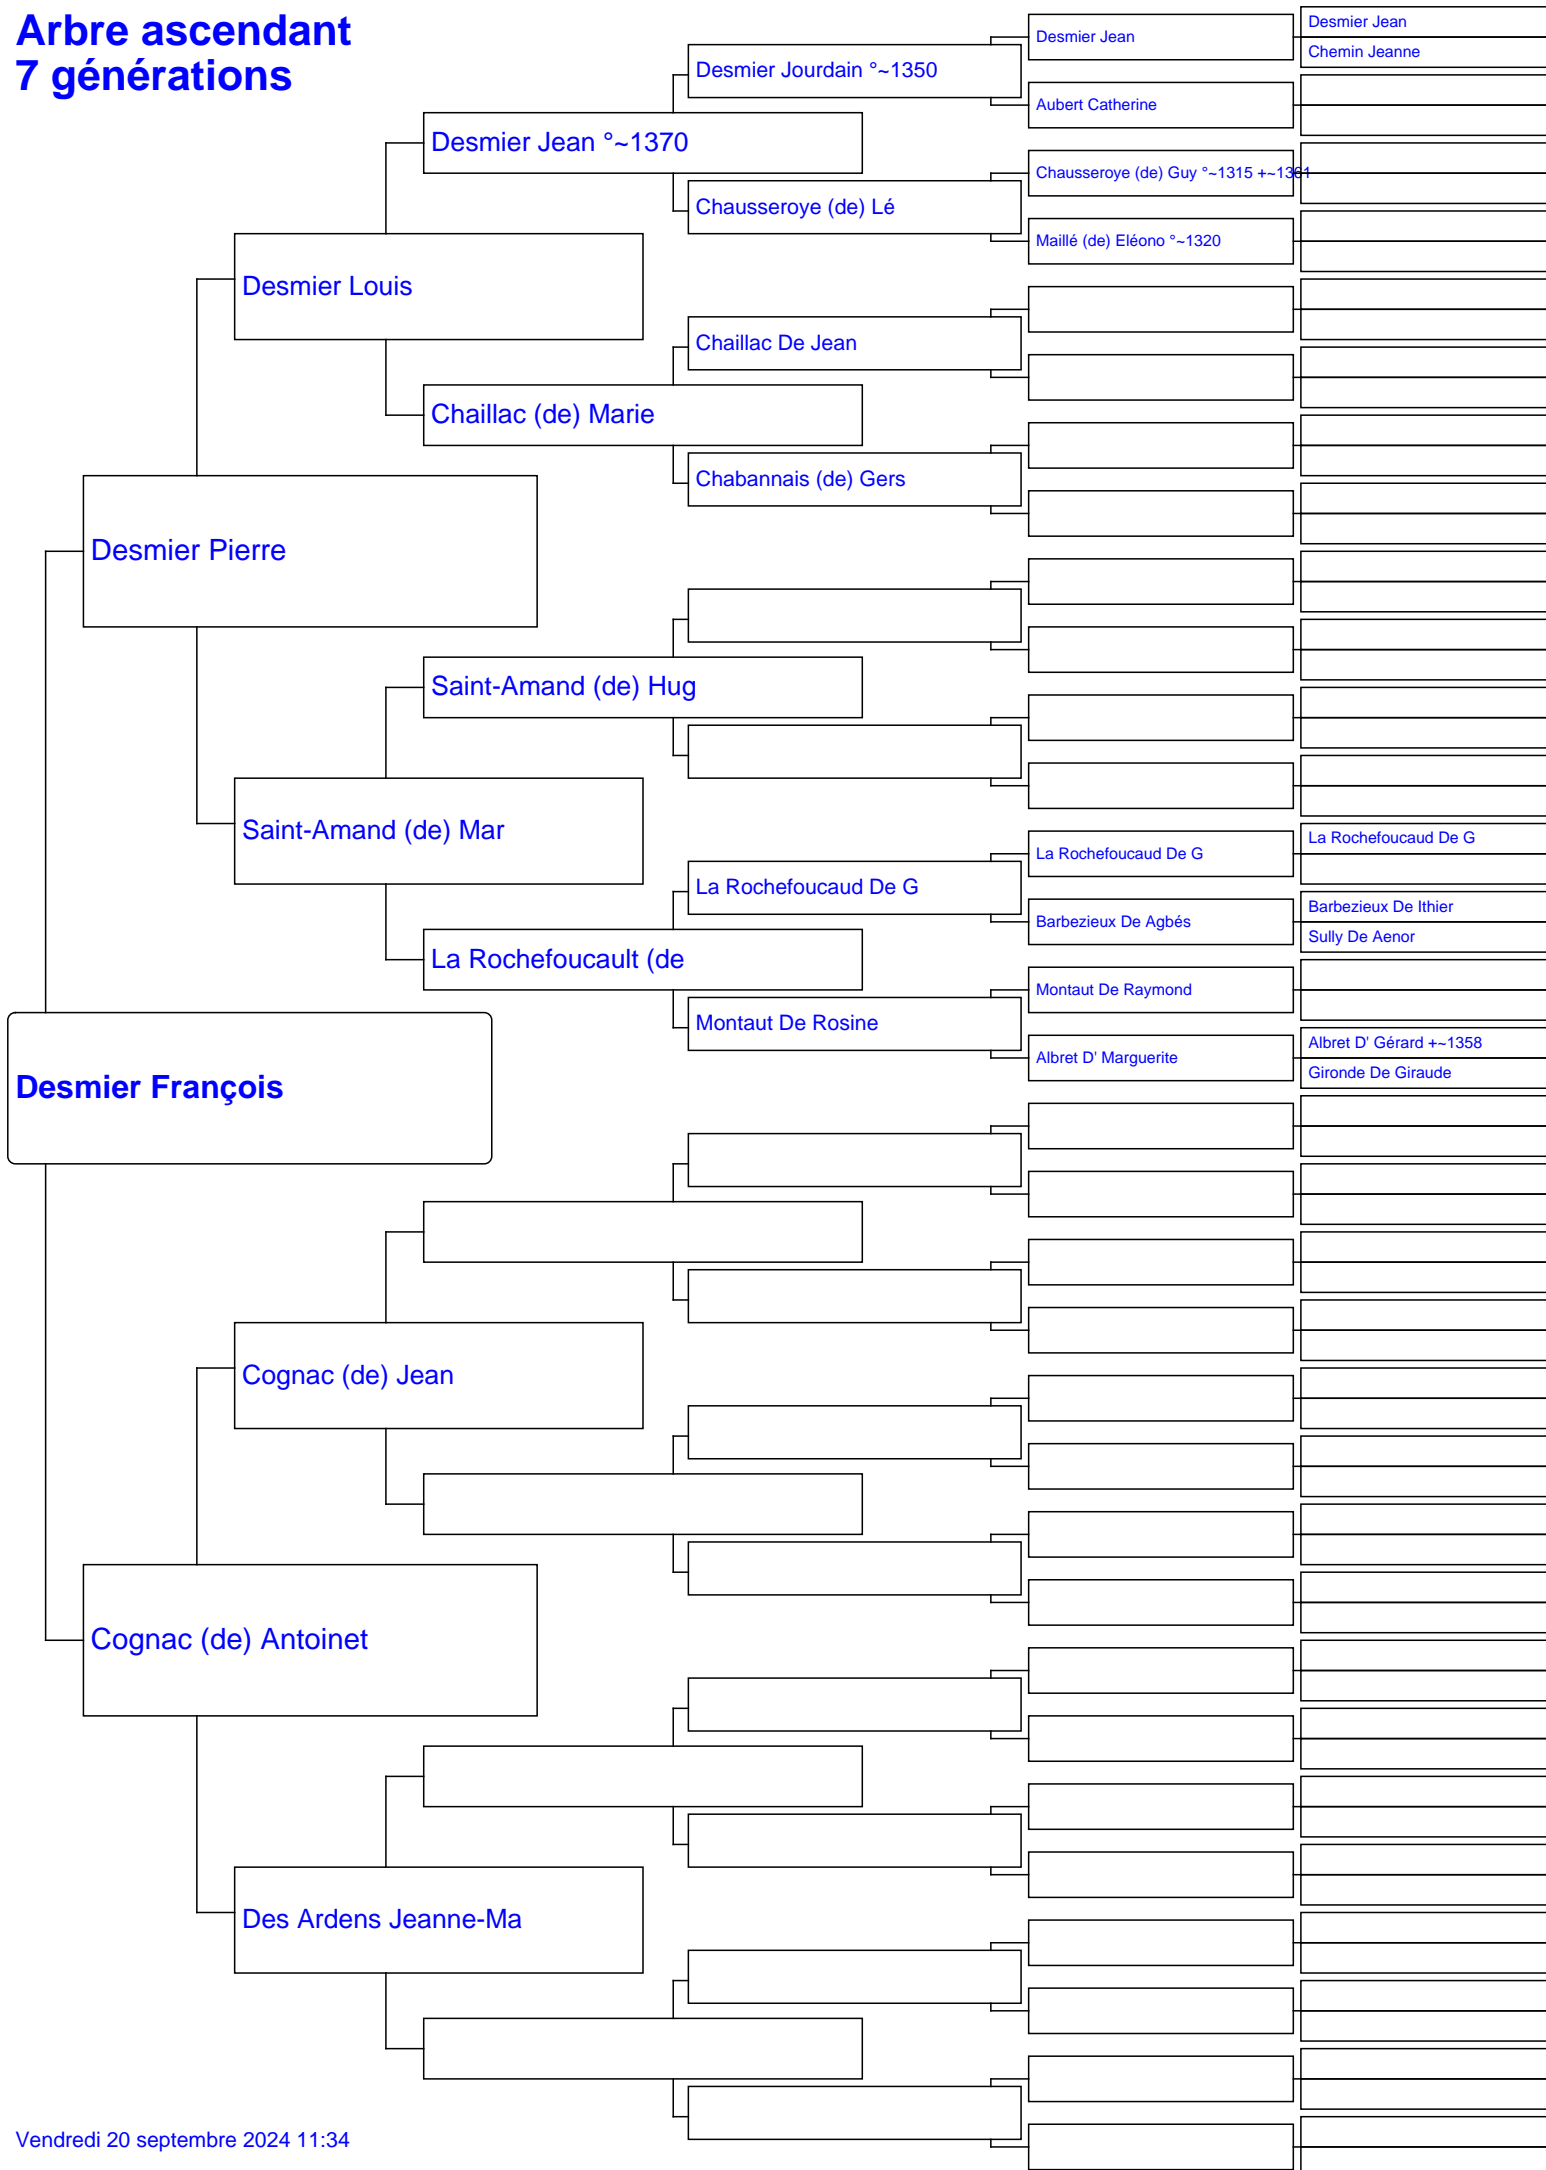 Arbre ascendant
7 générations
Desmier Jean
Desmier Jean
Chemin Jeanne
Desmier Jourdain °~1350
Aubert Catherine
Desmier Jean °~1370
Chausseroye (de) Guy °~1315 +~1361
Chausseroye (de) Lé
Maillé (de) Eléono °~1320
Desmier Louis
Chaillac De Jean
Chaillac (de) Marie
Chabannais (de) Gers
Desmier Pierre
Saint-Amand (de) Hug
Saint-Amand (de) Mar
La Rochefoucaud De G
La Rochefoucaud De G
La Rochefoucaud De G
Barbezieux De Agbés
Barbezieux De Ithier
Sully De Aenor
La Rochefoucault (de
Montaut De Raymond
Montaut De Rosine
Albret D' Marguerite
Albret D' Gérard +~1358
Gironde De Giraude
Desmier François
Cognac (de) Jean
Cognac (de) Antoinet
Des Ardens Jeanne-Ma
Vendredi 20 septembre 2024 11:34